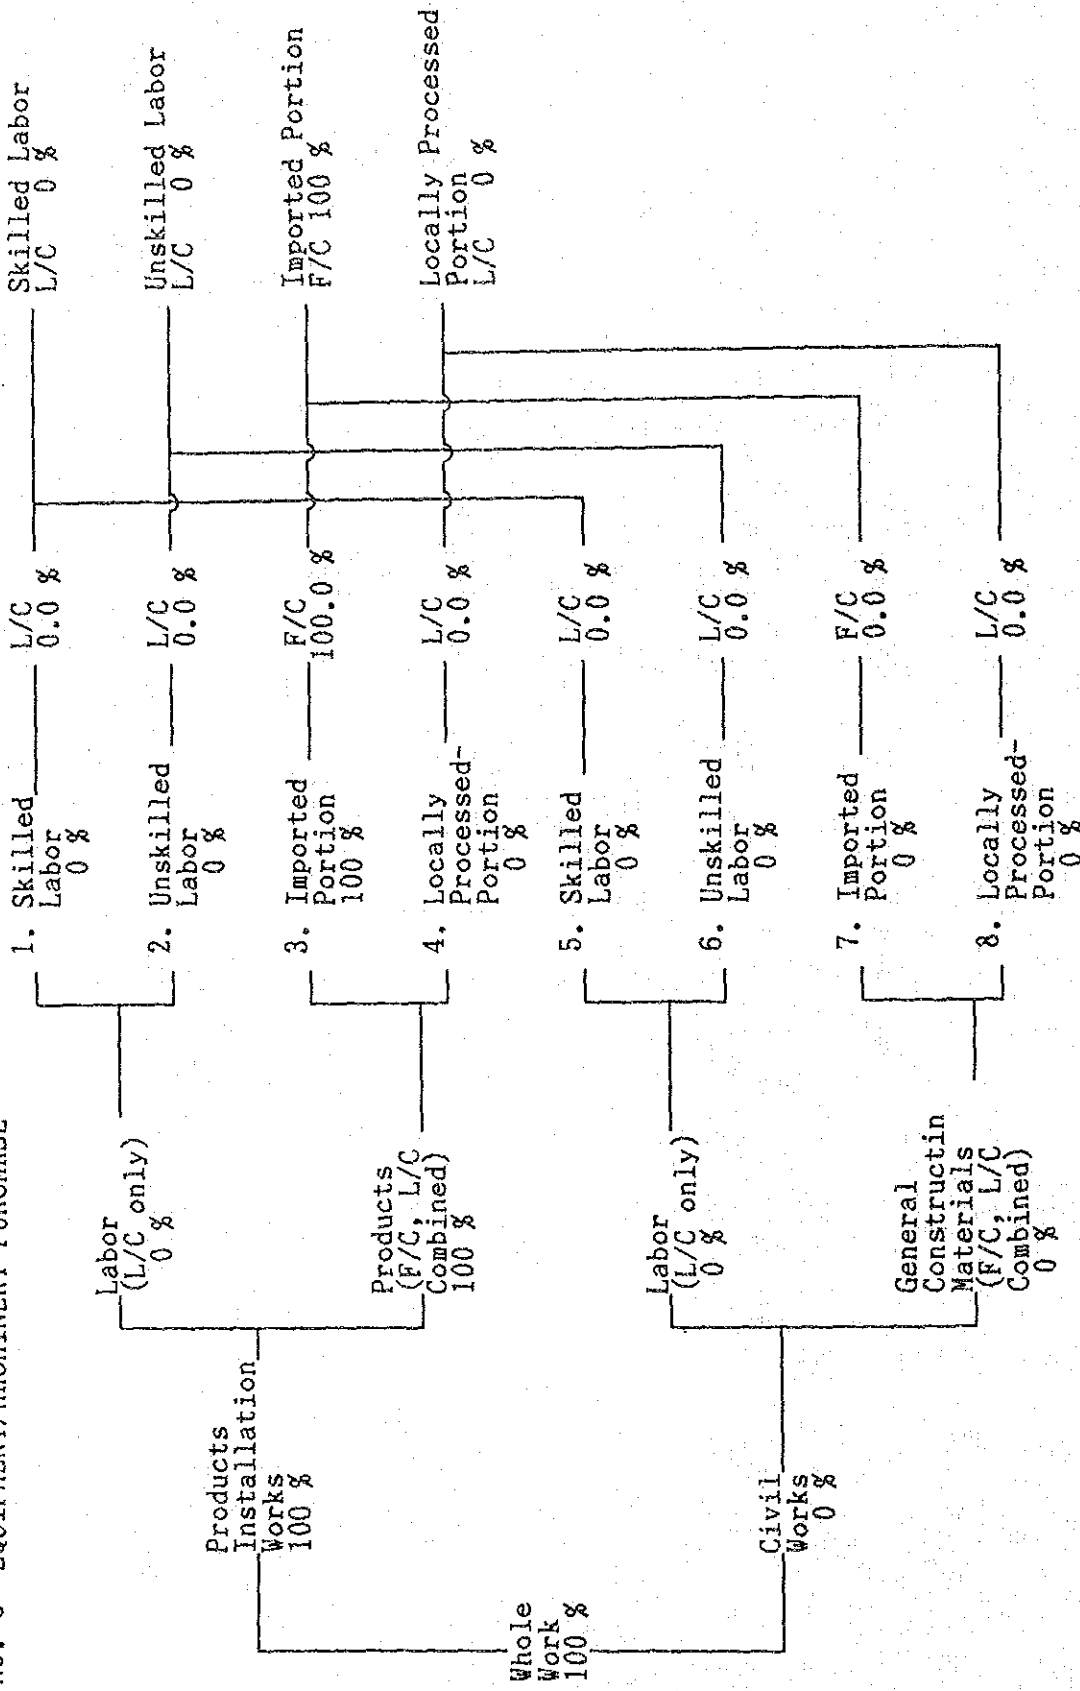 EQUIPMENT/MACHINERY PURCHASE
Whole
Work
100 %
Products
Installation
Works
100 %
Civil
Works
0 %
Labor
(L/C only)
0 %
Products
(F/C, L/C
Combined)
100 %
Labor
(L/C only)
0 %
General
Constructin
Materials
(F/C, L/C
Combined)
0 %
1. Skilled
Labor
0 %
2. Unskilled
Labor
0 %
3. Imported
Portion
100 %
4. Locally
Processed-
Portion
0 %
5. Skilled
Labor
0 %
6. Unskilled
Labor
0 %
7. Imported
Portion
0 %
8. Locally
Processed-
Portion
0 %
L/C
0.0 %
L/C
0.0 %
F/C
100.0 %
L/C
0.0 %
L/C
0.0 %
L/C
0.0 %
F/C
0.0 %
L/C
0.0 %
Skilled Labor
L/C 0 %
Unskilled Labor
L/C 0 %
Imported Portion
F/C 100 %
Locally Processed
Portion
L/C 0 %